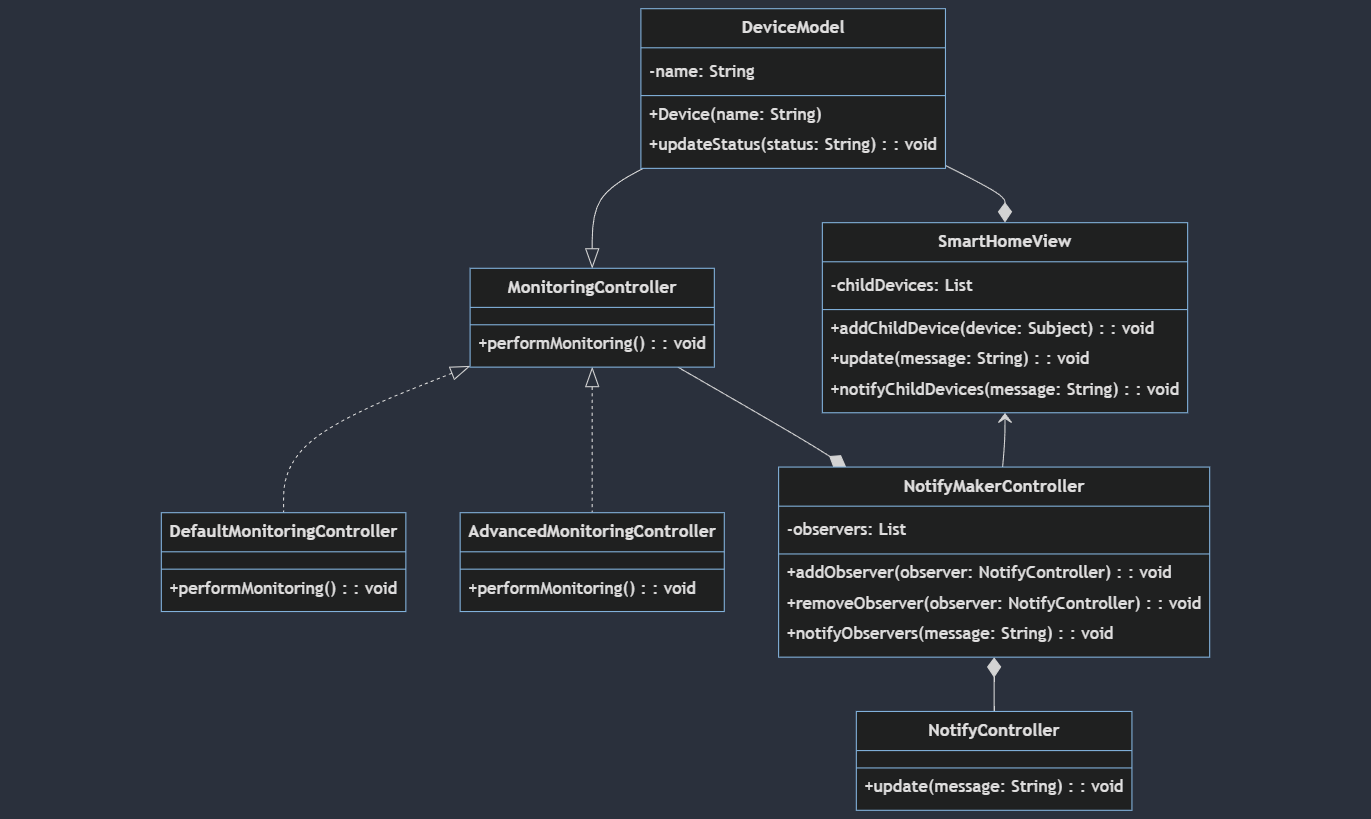 DeviceModel
-name: String
+Device(name: String)
+updateStatus(status: String) : : void
SmartHomeView
-childDevices: List
+addChildDevice(device: Subject) : : void
+update(message: String) : : void
+notifyChildDevices(message: String) : : void
MonitoringController
+performMonitoring() : : void
NotifyMakerController
-observers: List
+addObserver(observer: NotifyController) : : void
+removeObserver(observer: NotifyController) : : void
+notifyObservers(message: String) : : void
DefaultMonitoringController
+performMonitoring() : : void
AdvancedMonitoringController
+performMonitoring() : : void
NotifyController
+update(message: String) : : void